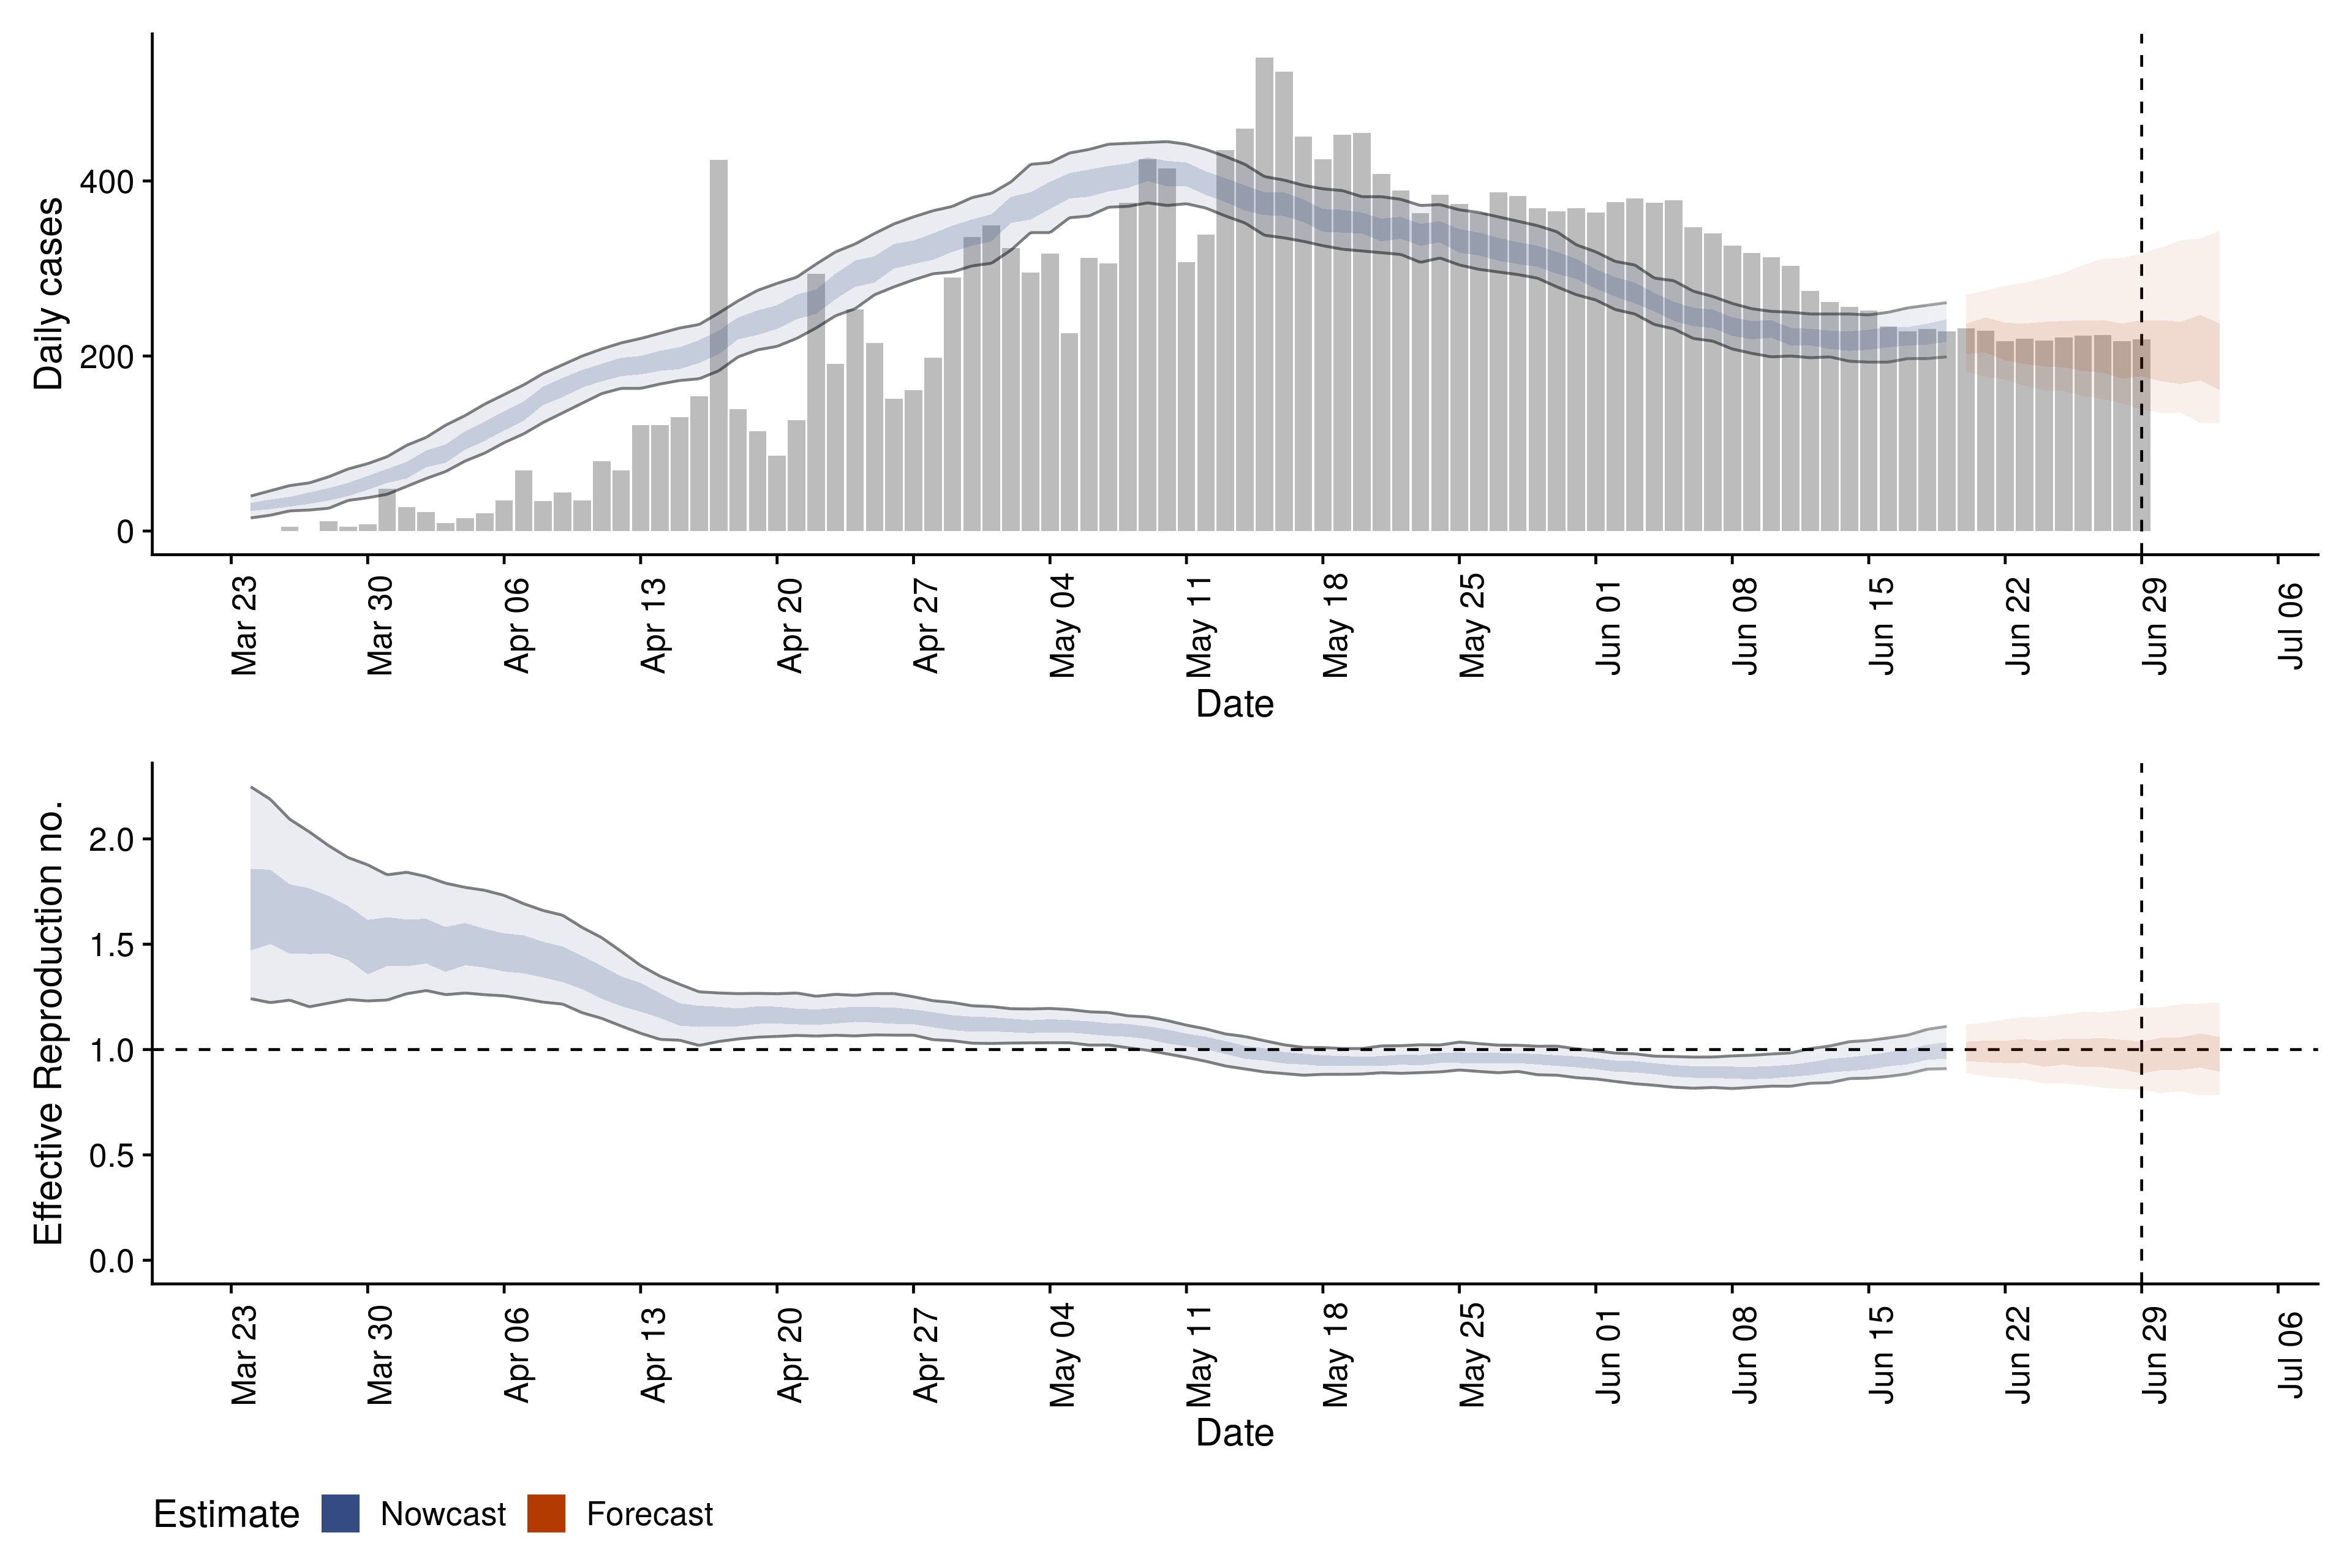 Daily cases
400
200
0
Mar 23
Mar 30
Apr 06
Apr 13
Apr 20
Apr 27
May 04
May 11
May 18
May 25
Jun 01
Jun 08
Jun 15
Jun 22
Jun 29
Jul 06
Date
Effective Reproduction no.
2.0
1.5
1.0
0.5
0.0
Mar 23
Mar 30
Apr 06
Apr 13
Apr 20
Apr 27
May 04
May 11
May 18
May 25
Jun 01
Jun 08
Jun 15
Jun 22
Jun 29
Jul 06
Date
Estimate Nowcast Forecast